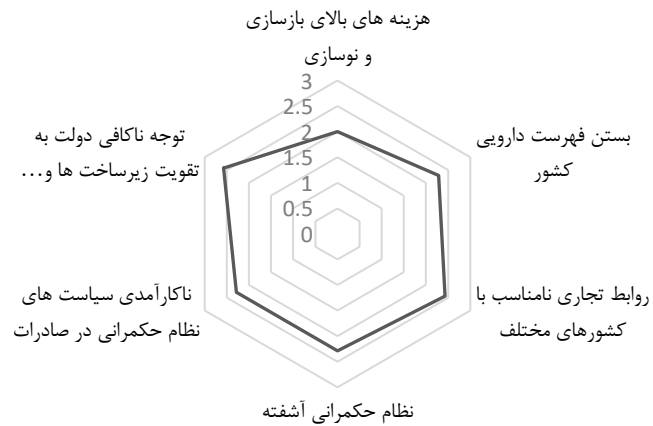 هزینه های بالای بازسازی
و نوسازی
3
2.5
2
1.5
1
0.5
0
بستن فهرست دارویی
کشور
روابط تجاری نامناسب با
کشورهای مختلف
نظام حکمرانی آشفته
ناکارآمدی سیاست های
نظام حکمرانی در صادرات
توجه ناکافی دولت به
تقویت زیرساخت ها و...